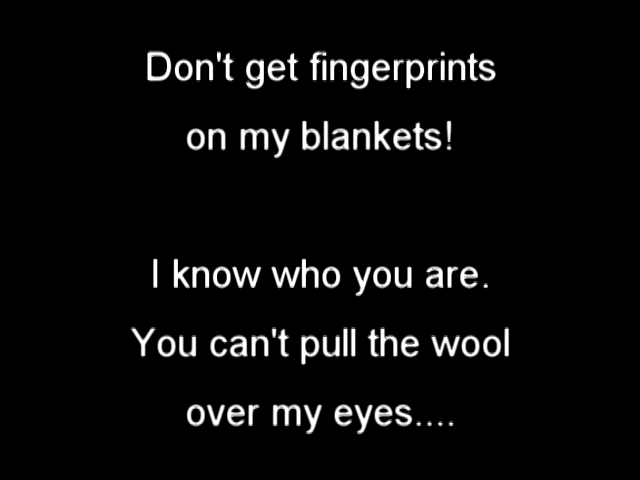 Don't get fingerprints
on my blankets!
I know who you are.
You can't pull the wool
over my eyes....